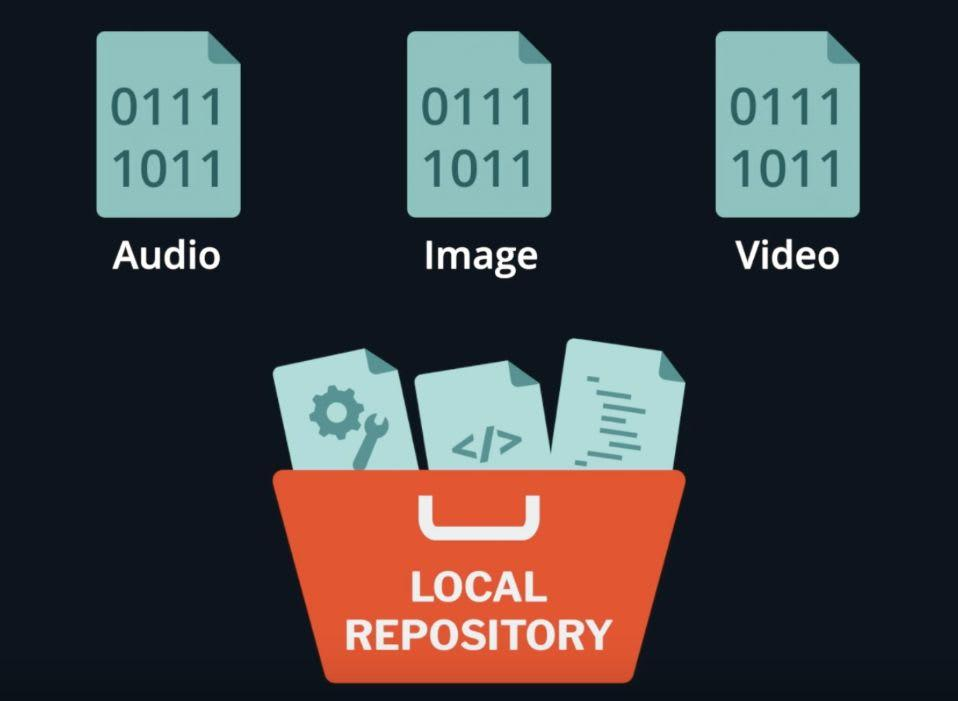 0111
1011
Audio
0111
1011
Image
0111
1011
Video
</>
LOCAL
REPOSITORY